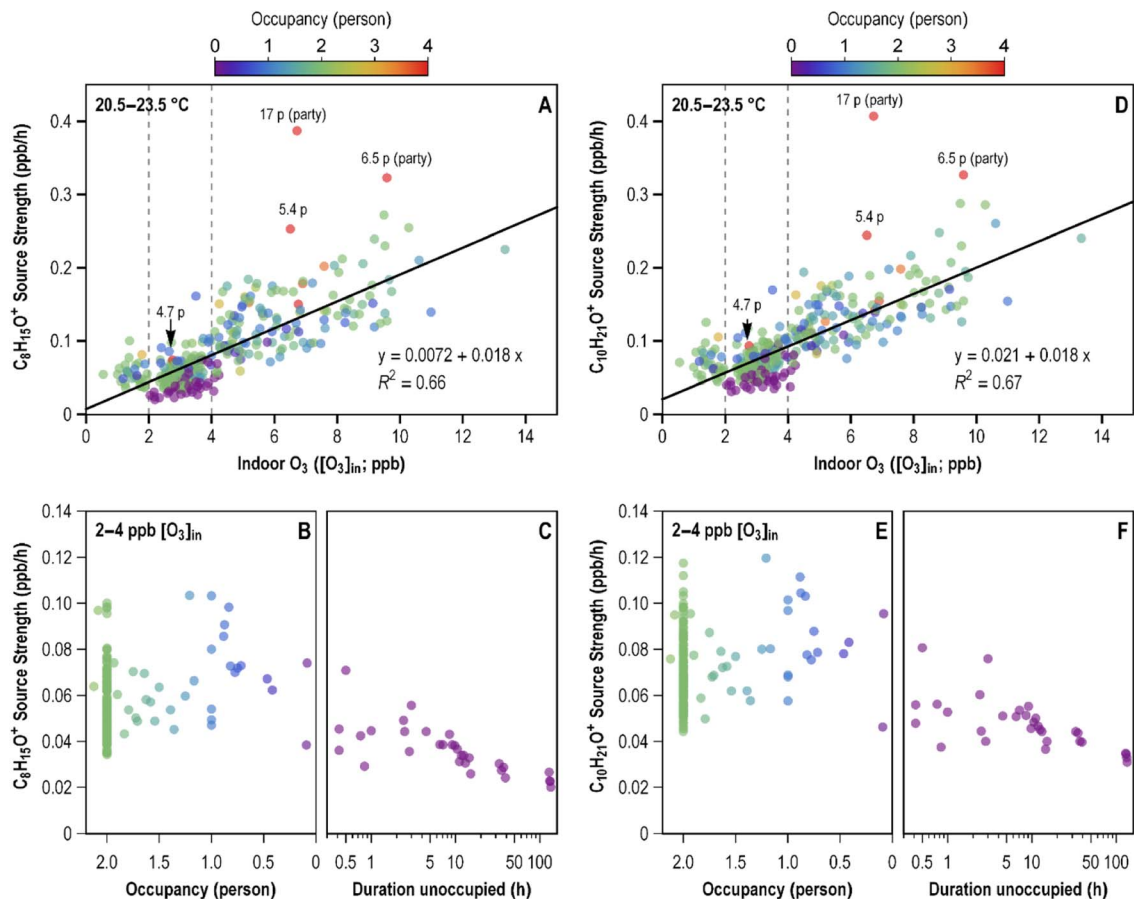 Occupancy (person)
0 1 2 3 4
20.5–23.5 °C
A
17 p (party)
6.5 p (party)
5.4 p
4.7 p
y = 0.0072 + 0.018 x
R² = 0.66
C₈H₁₅O⁺ Source Strength (ppb/h)
0.4
0.3
0.2
0.1
0
0 2 4 6 8 10 12 14
Indoor O₃ ([O₃]in; ppb)
Occupancy (person)
0 1 2 3 4
20.5–23.5 °C
D
17 p (party)
6.5 p (party)
5.4 p
4.7 p
y = 0.021 + 0.018 x
R² = 0.67
C₁₀H₂₁O⁺ Source Strength (ppb/h)
0.4
0.3
0.2
0.1
0
0 2 4 6 8 10 12 14
Indoor O₃ ([O₃]in; ppb)
2–4 ppb [O₃]in
B
C
C₈H₁₅O⁺ Source Strength (ppb/h)
0.14
0.12
0.10
0.08
0.06
0.04
0.02
0
2.0 1.5 1.0 0.5 0
Occupancy (person)
0.5 1 5 10 50 100
Duration unoccupied (h)
2–4 ppb [O₃]in
E
F
C₁₀H₂₁O⁺ Source Strength (ppb/h)
0.14
0.12
0.10
0.08
0.06
0.04
0.02
0
2.0 1.5 1.0 0.5 0
Occupancy (person)
0.5 1 5 10 50 100
Duration unoccupied (h)